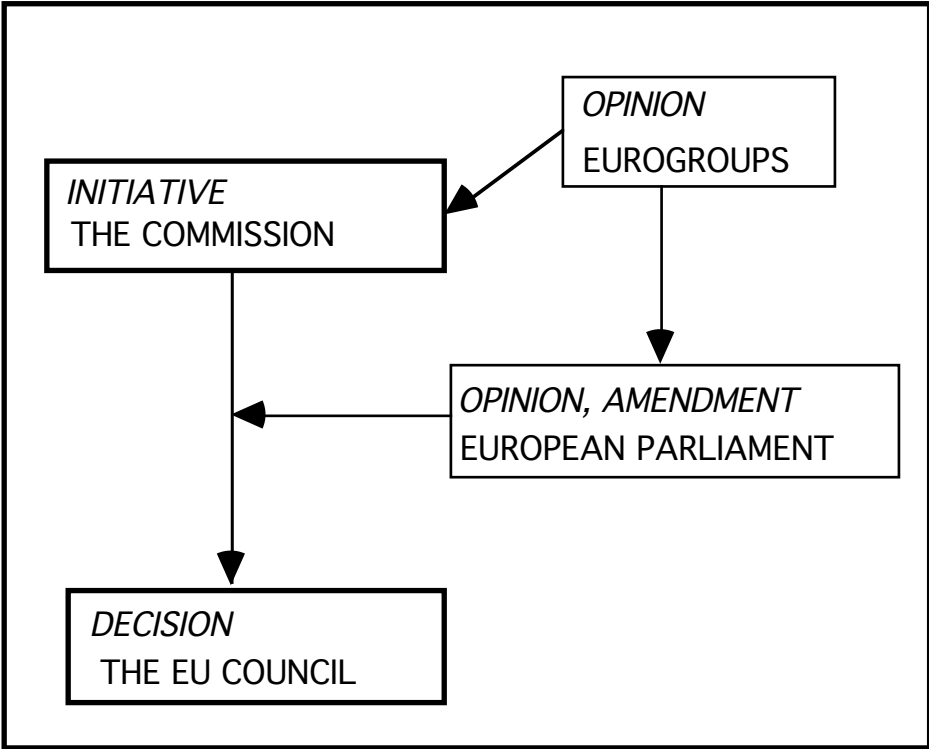 OPINION
EUROGROUPS
INITIATIVE
THE COMMISSION
OPINION, AMENDMENT
EUROPEAN PARLIAMENT
DECISION
THE EU COUNCIL